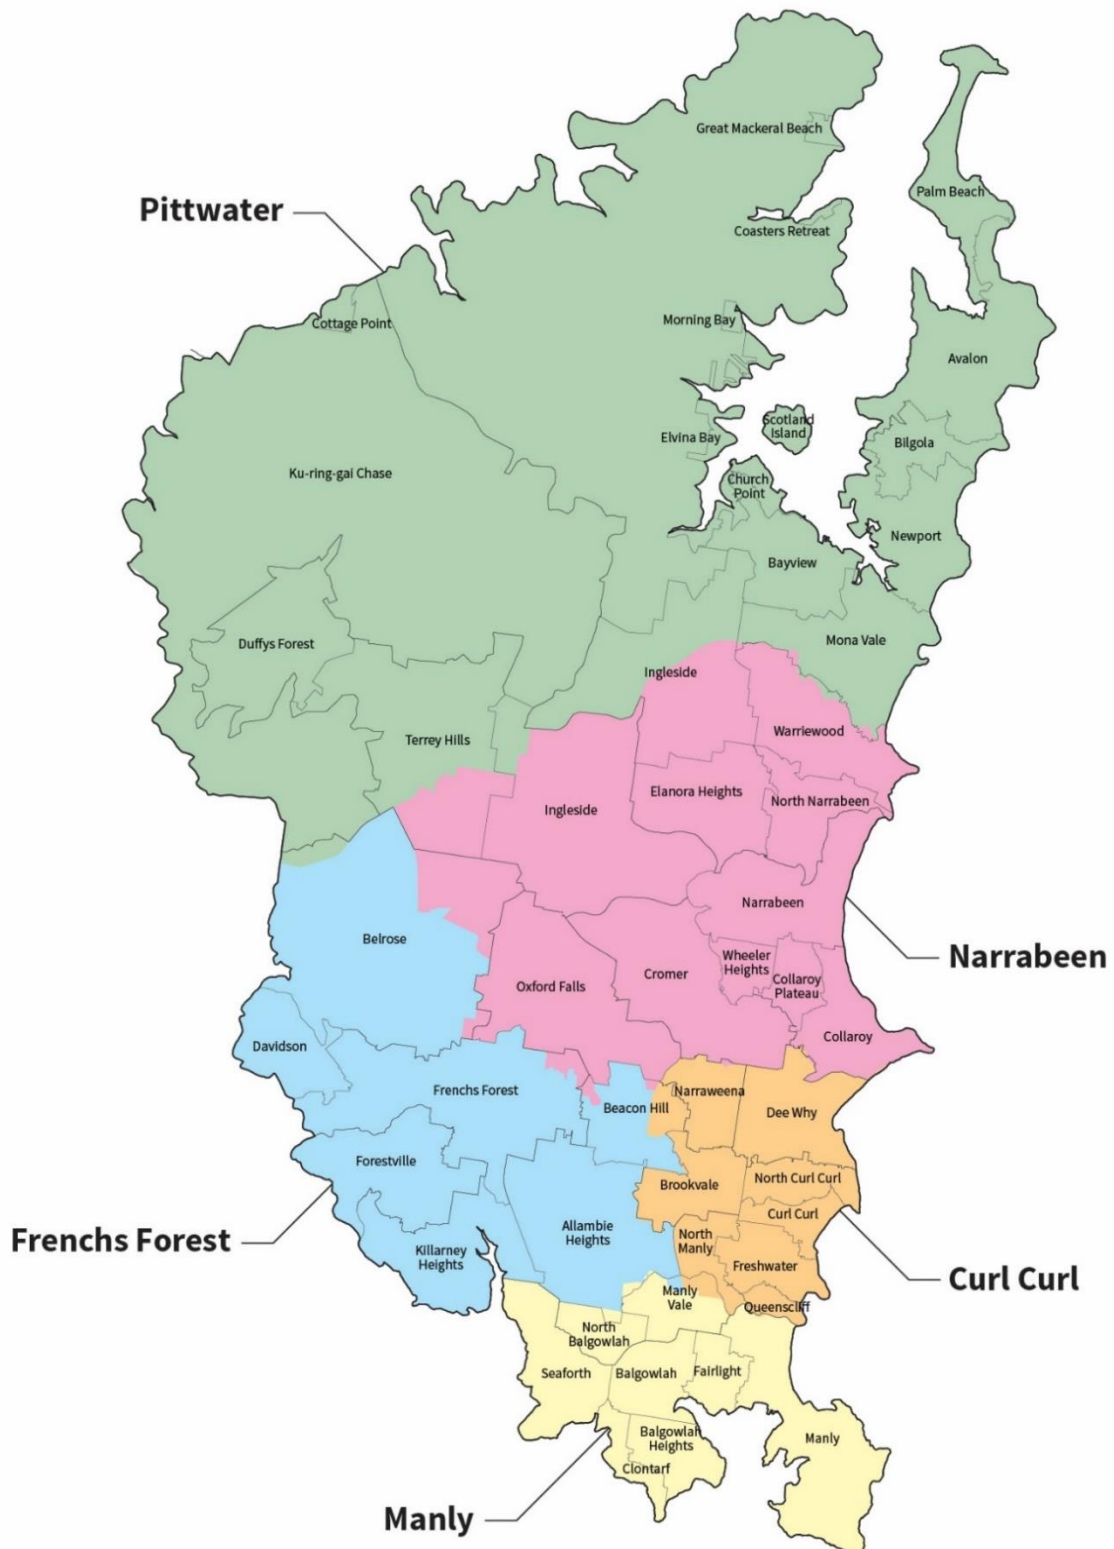 Great Mackeral Beach
Palm Beach
Pittwater
Coasters Retreat
Cottage Point
Morning Bay
Avalon
Scotland
Island
Elvina Bay
Bilgola
Ku-ring-gai Chase
Church
Point
Newport
Bayview
Duffys Forest
Mona Vale
Ingleside
Terrey Hills
Warriewood
Elanora Heights
North Narrabeen
Ingleside
Narrabeen
Belrose
Narrabeen
Wheeler
Heights
Cromer
Oxford Falls
Collaroy
Plateau
Collaroy
Davidson
Frenchs Forest
Narraweena
Beacon Hill
Dee Why
Forestville
North Curl Curl
Brookvale
Curl Curl
Allambie
Heights
North
Manly
Frenchs Forest
Killarney
Heights
Freshwater
Curl Curl
Manly
Vale
Queenscliff
North
Balgowlah
Seaforth
Balgowlah
Fairlight
Balgowlah
Heights
Manly
Clontarf
Manly